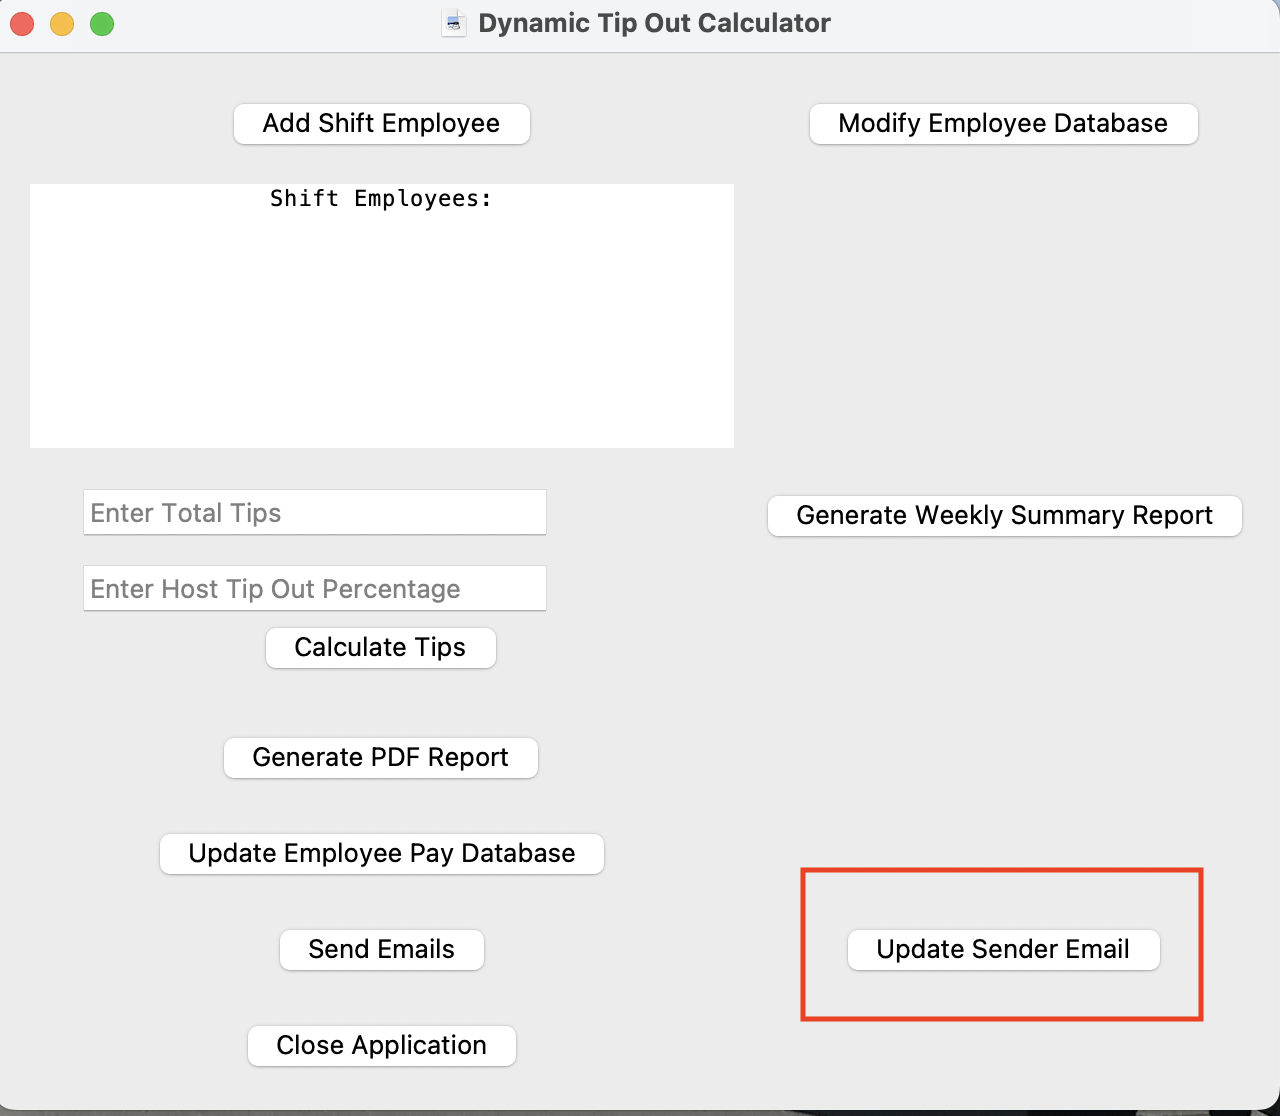 Dynamic Tip Out Calculator
Add Shift Employee
Modify Employee Database
Shift Employees:
Enter Total Tips
Generate Weekly Summary Report
Enter Host Tip Out Percentage
Calculate Tips
Generate PDF Report
Update Employee Pay Database
Send Emails
Update Sender Email
Close Application